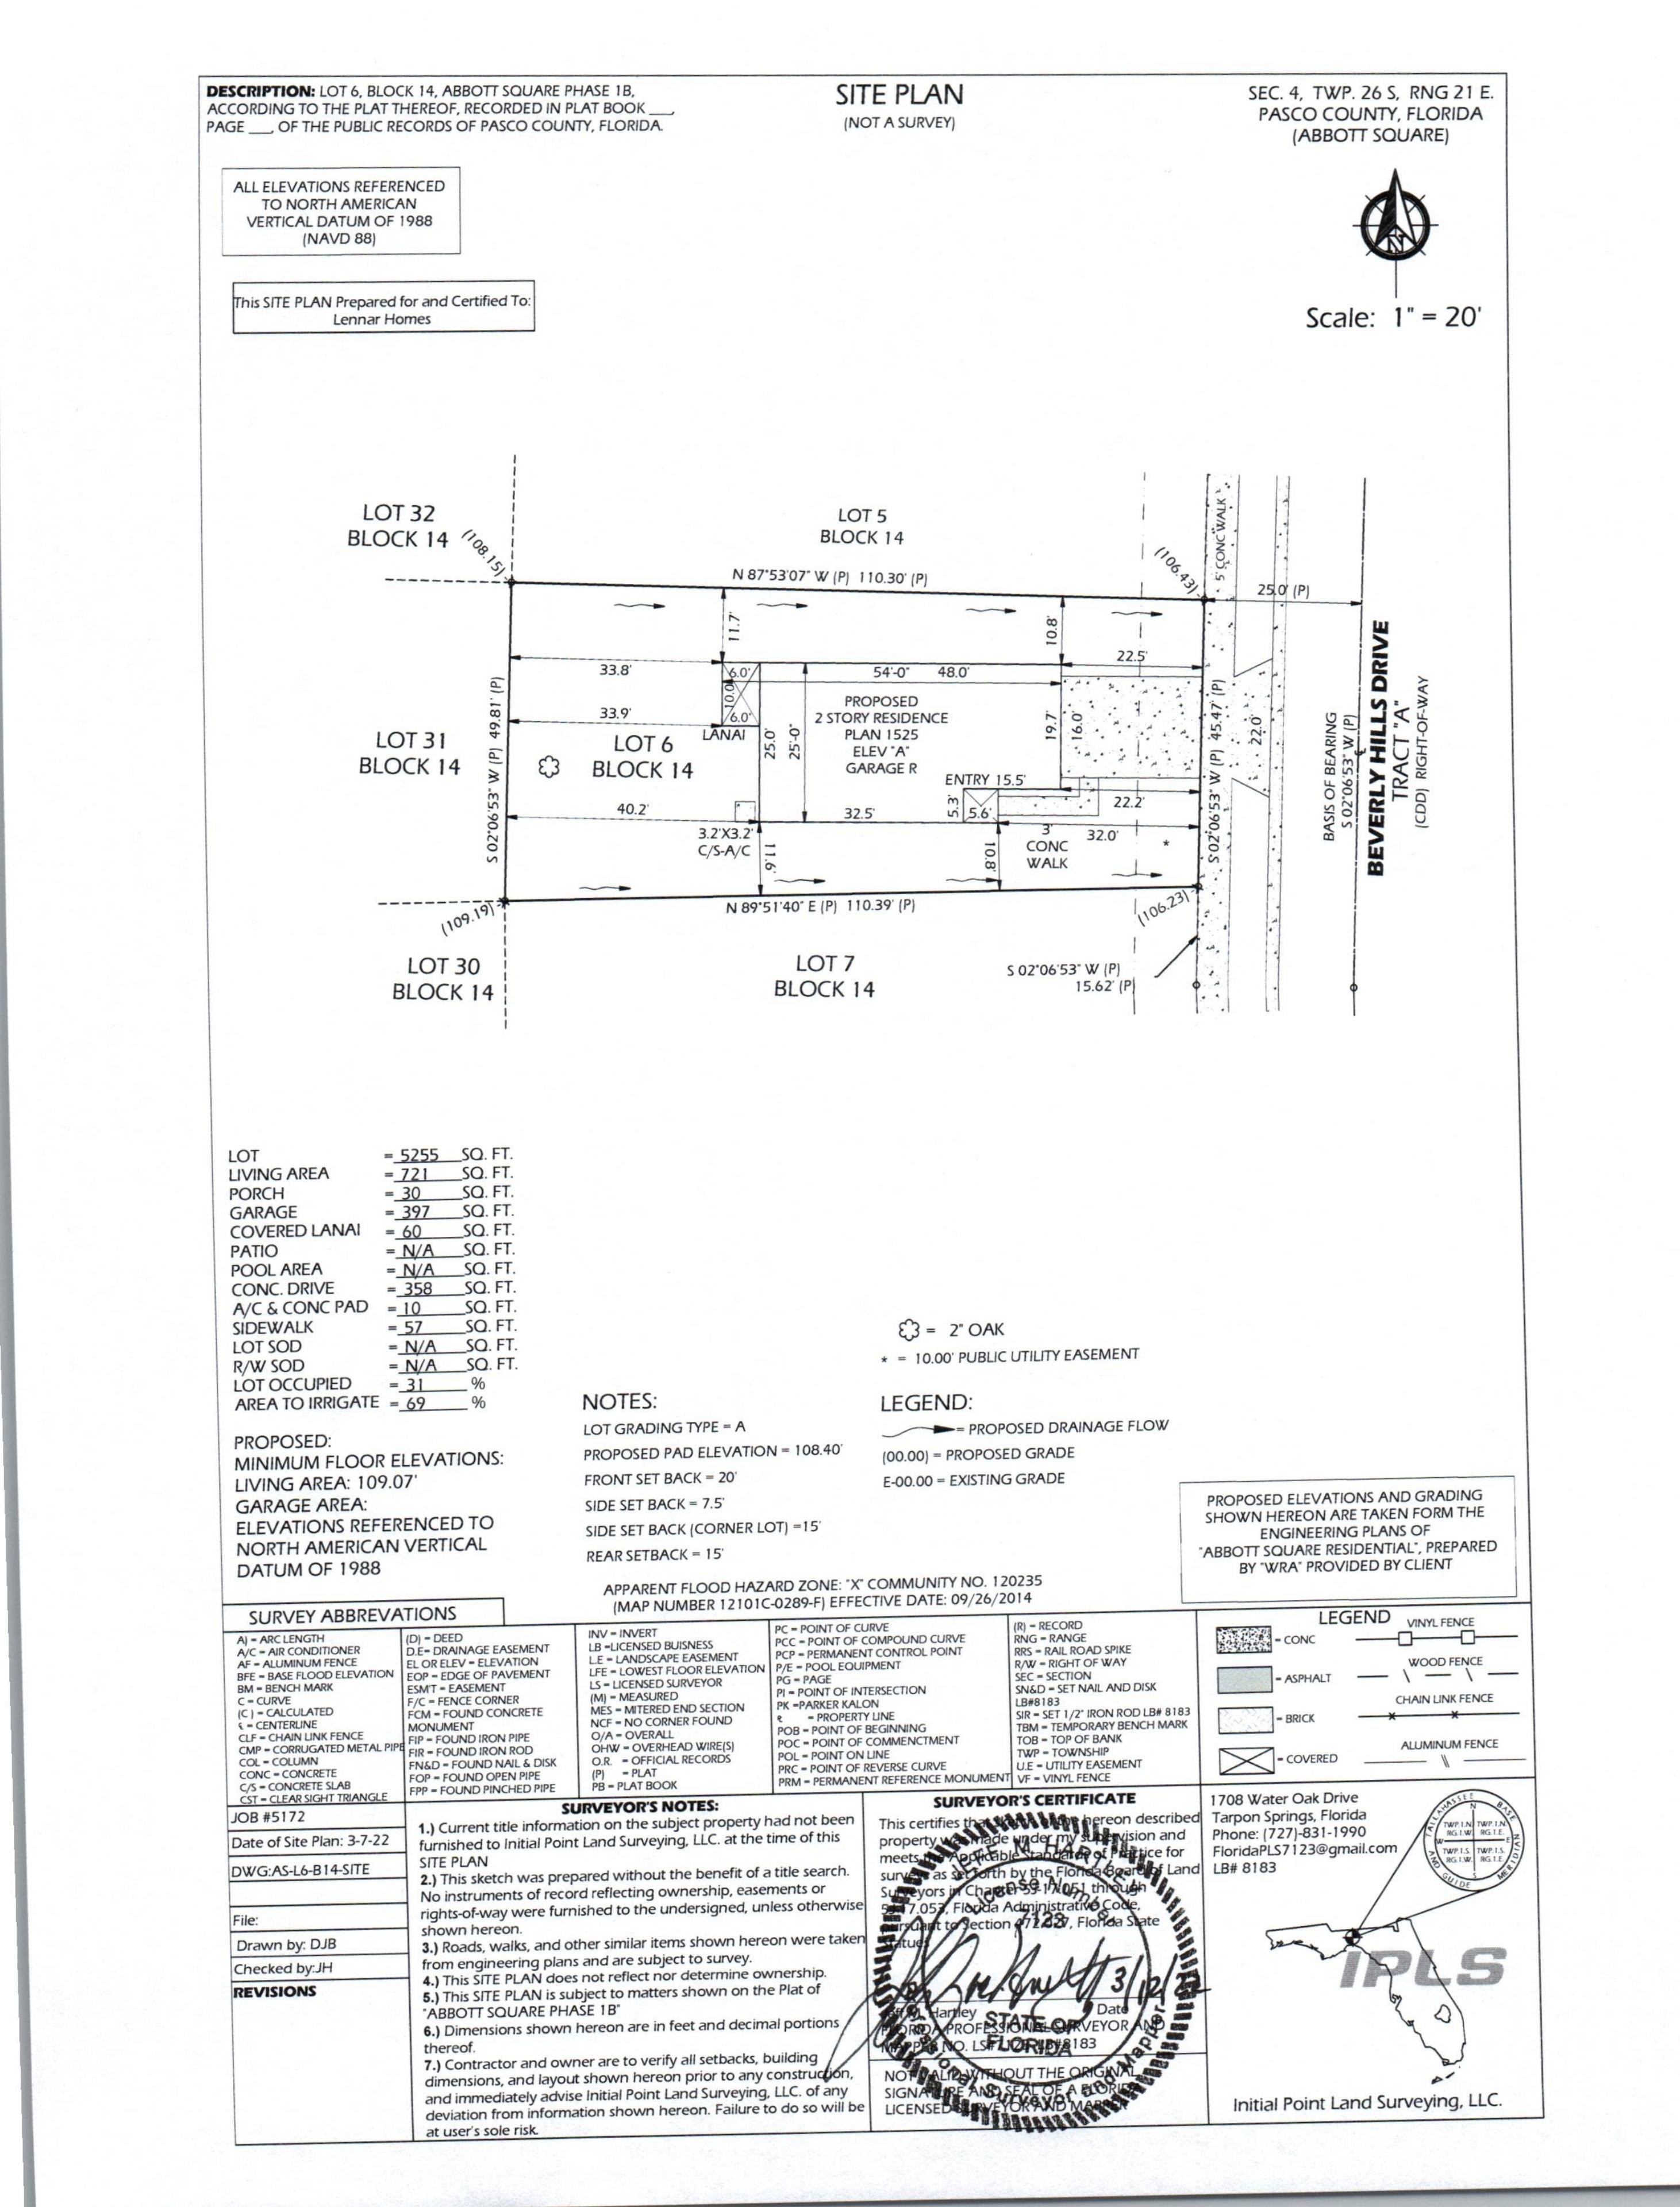 DESCRIPTION: LOT 6, BLOCK 14, ABBOTT SQUARE PHASE 1B,
ACCORDING TO THE PLAT THEREOF, RECORDED IN PLAT BOOK ___,
PAGE ___, OF THE PUBLIC RECORDS OF PASCO COUNTY, FLORIDA.
SITE PLAN
(NOT A SURVEY)
SEC. 4, TWP. 26 S, RNG 21 E.
PASCO COUNTY, FLORIDA
(ABBOTT SQUARE)
ALL ELEVATIONS REFERENCED
TO NORTH AMERICAN
VERTICAL DATUM OF 1988
(NAVD 88)
This SITE PLAN Prepared for and Certified To:
Lennar Homes
N
Scale: 1" = 20'
LOT 32
BLOCK 14
(108.15)
LOT 5
BLOCK 14
(106.43)
5' CONC WALK
N 87°53'07" W (P) 110.30' (P)
25.0' (P)
11.7'
10.8'
33.8'
6.0'
54'-0" 48.0'
22.5'
10.0'
33.9'
6.0'
LANAI
PROPOSED
2 STORY RESIDENCE
PLAN 1525
ELEV "A"
GARAGE R
25.0'
25'-0"
19.7'
16.0'
S 02°06'53" W (P) 49.81' (P)
LOT 31
BLOCK 14
LOT 6
BLOCK 14
S 02°06'53" W (P) 45.47' (P)
22.0'
BASIS OF BEARING
S 02°06'53" W (P)
BEVERLY HILLS DRIVE
TRACT "A"
(CDD) RIGHT-OF-WAY
ENTRY 15.5'
5.3'
5.6'
22.2'
40.2'
32.5'
3'
CONC
WALK
32.0'
*
3.2'X3.2'
C/S-A/C
11.6'
10.8'
(109.19)
N 89°51'40" E (P) 110.39' (P)
(106.23)
LOT 30
BLOCK 14
LOT 7
BLOCK 14
S 02°06'53" W (P)
15.62' (P)
LOT = 5255 SQ. FT.
LIVING AREA = 721 SQ. FT.
PORCH = 30 SQ. FT.
GARAGE = 397 SQ. FT.
COVERED LANAI = 60 SQ. FT.
PATIO = N/A SQ. FT.
POOL AREA = N/A SQ. FT.
CONC. DRIVE = 358 SQ. FT.
A/C & CONC PAD = 10 SQ. FT.
SIDEWALK = 57 SQ. FT.
LOT SOD = N/A SQ. FT.
R/W SOD = N/A SQ. FT.
LOT OCCUPIED = 31 %
AREA TO IRRIGATE = 69 %
PROPOSED:
MINIMUM FLOOR ELEVATIONS:
LIVING AREA: 109.07'
GARAGE AREA:
ELEVATIONS REFERENCED TO
NORTH AMERICAN VERTICAL
DATUM OF 1988
NOTES:
LOT GRADING TYPE = A
PROPOSED PAD ELEVATION = 108.40'
FRONT SET BACK = 20'
SIDE SET BACK = 7.5'
SIDE SET BACK (CORNER LOT) =15'
REAR SETBACK = 15'
= 2" OAK
* = 10.00' PUBLIC UTILITY EASEMENT
LEGEND:
= PROPOSED DRAINAGE FLOW
(00.00) = PROPOSED GRADE
E-00.00 = EXISTING GRADE
PROPOSED ELEVATIONS AND GRADING
SHOWN HEREON ARE TAKEN FORM THE
ENGINEERING PLANS OF
"ABBOTT SQUARE RESIDENTIAL", PREPARED
BY "WRA" PROVIDED BY CLIENT
APPARENT FLOOD HAZARD ZONE: "X" COMMUNITY NO. 120235
(MAP NUMBER 12101C-0289-F) EFFECTIVE DATE: 09/26/2014
SURVEY ABBREVATIONS
A) = ARC LENGTH
A/C = AIR CONDITIONER
AF = ALUMINUM FENCE
BFE = BASE FLOOD ELEVATION
BM = BENCH MARK
C = CURVE
(C) = CALCULATED
= CENTERLINE
CLF = CHAIN LINK FENCE
CMP = CORRUGATED METAL PIPE
COL = COLUMN
CONC = CONCRETE
C/S = CONCRETE SLAB
CST = CLEAR SIGHT TRIANGLE
(D) = DEED
D.E= DRAINAGE EASEMENT
EL OR ELEV = ELEVATION
EOP = EDGE OF PAVEMENT
ESMT = EASEMENT
F/C = FENCE CORNER
FCM = FOUND CONCRETE
MONUMENT
FIP = FOUND IRON PIPE
FIR = FOUND IRON ROD
FN&D = FOUND NAIL & DISK
FOP = FOUND OPEN PIPE
FPP = FOUND PINCHED PIPE
INV = INVERT
LB =LICENSED BUISNESS
L.E = LANDSCAPE EASEMENT
LFE = LOWEST FLOOR ELEVATION
LS = LICENSED SURVEYOR
(M) = MEASURED
MES = MITERED END SECTION
NCF = NO CORNER FOUND
O/A = OVERALL
OHW = OVERHEAD WIRE(S)
O.R. = OFFICIAL RECORDS
(P) = PLAT
PB = PLAT BOOK
PC = POINT OF CURVE
PCC = POINT OF COMPOUND CURVE
PCP = PERMANENT CONTROL POINT
P/E = POOL EQUIPMENT
PG = PAGE
PI = POINT OF INTERSECTION
PK =PARKER KALON
= PROPERTY LINE
POB = POINT OF BEGINNING
POC = POINT OF COMMENCTMENT
POL = POINT ON LINE
PRC = POINT OF REVERSE CURVE
PRM = PERMANENT REFERENCE MONUMENT
(R) = RECORD
RNG = RANGE
RRS = RAIL ROAD SPIKE
R/W = RIGHT OF WAY
SEC = SECTION
SN&D = SET NAIL AND DISK
LB#8183
SIR = SET 1/2" IRON ROD LB# 8183
TBM = TEMPORARY BENCH MARK
TOB = TOP OF BANK
TWP = TOWNSHIP
U.E = UTILITY EASEMENT
VF = VINYL FENCE
LEGEND
= CONC
= ASPHALT
= BRICK
= COVERED
VINYL FENCE
WOOD FENCE
CHAIN LINK FENCE
ALUMINUM FENCE
JOB #5172
Date of Site Plan: 3-7-22
DWG:AS-L6-B14-SITE
File:
Drawn by: DJB
Checked by:JH
REVISIONS
SURVEYOR'S NOTES:
1.) Current title information on the subject property had not been
furnished to Initial Point Land Surveying, LLC. at the time of this
SITE PLAN
2.) This sketch was prepared without the benefit of a title search.
No instruments of record reflecting ownership, easements or
rights-of-way were furnished to the undersigned, unless otherwise
shown hereon.
3.) Roads, walks, and other similar items shown hereon were taken
from engineering plans and are subject to survey.
4.) This SITE PLAN does not reflect nor determine ownership.
5.) This SITE PLAN is subject to matters shown on the Plat of
"ABBOTT SQUARE PHASE 1B"
6.) Dimensions shown hereon are in feet and decimal portions
thereof.
7.) Contractor and owner are to verify all setbacks, building
dimensions, and layout shown hereon prior to any construction,
and immediately advise Initial Point Land Surveying, LLC. of any
deviation from information shown hereon. Failure to do so will be
at user's sole risk.
SURVEYOR'S CERTIFICATE
This certifies that hereon described
property was made under my supervision and
meets the Applicable Standards of Practice for
surveys as set forth by the Florida Board of Land
Surveyors in Chapter 5J-17.051 through
5J-17.053, Florida Administrative Code,
pursuant to Section 472.027, Florida State
Statues
License Number
7123
STATE OF
FLORIDA
Professional Surveyor and Mapper
Hartley Date
FLORIDA PROFESSIONAL SURVEYOR AND
MAPPER NO. LS#7123 LB#8183
NOT VALID WITHOUT THE ORIGINAL
SIGNATURE AND SEAL OF A FLORIDA
LICENSED SURVEYOR AND MAPPER
1708 Water Oak Drive
Tarpon Springs, Florida
Phone: (727)-831-1990
FloridaPLS7123@gmail.com
LB# 8183
TALLAHASSEE BASE MERIDIAN AND GUIDE
N
W E
S
TWP.1.N. RG.1.W.
TWP.1.N. RG.1.E.
TWP.1.S. RG.1.W.
TWP.1.S. RG.1.E.
IPLS
Initial Point Land Surveying, LLC.